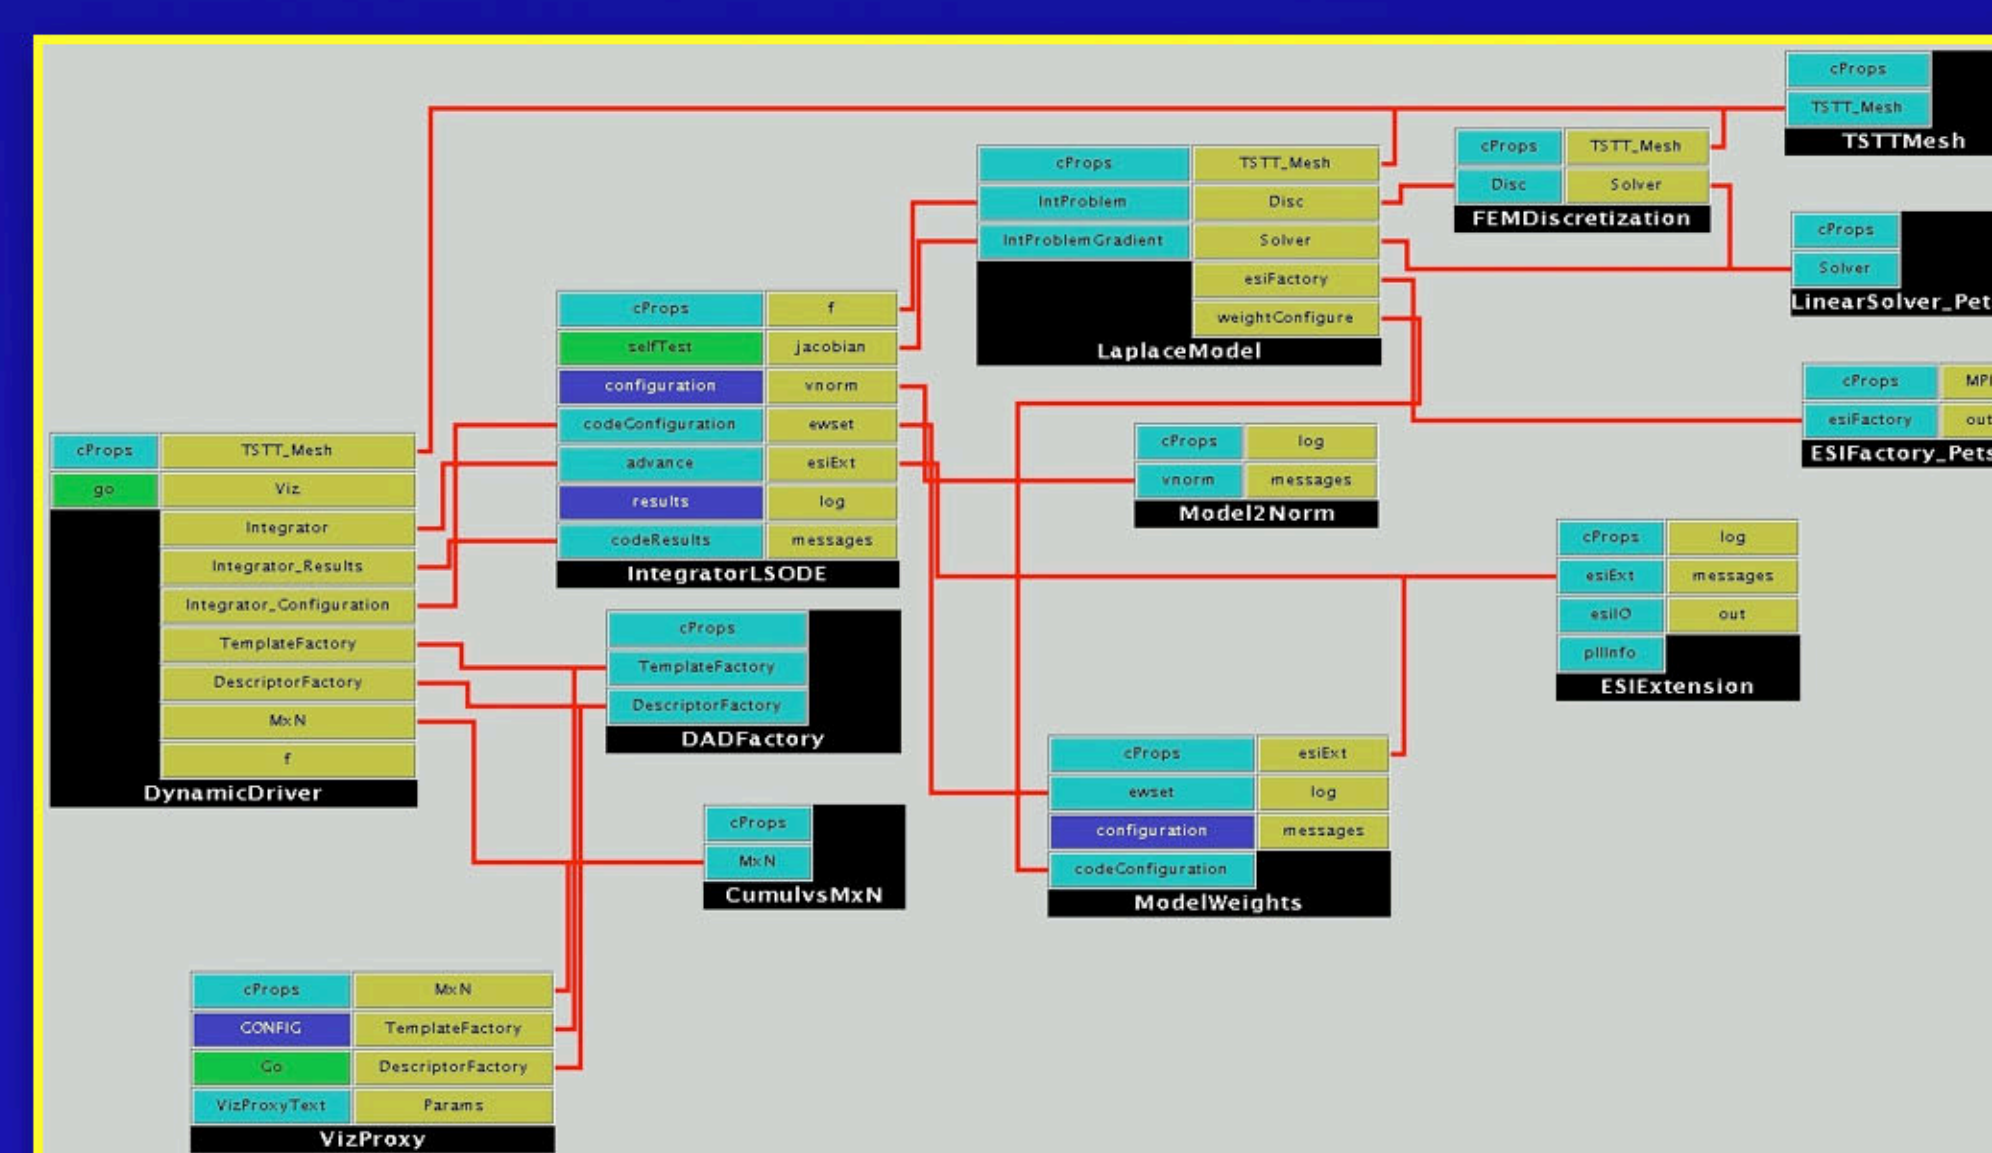 cProps
TSTT_Mesh
TSTTMesh
cProps TSTT_Mesh
Disc Solver
FEMDiscretization
cProps TSTT_Mesh
IntProblem Disc
IntProblemGradient Solver
esiFactory
weightConfigure
LaplaceModel
cProps
Solver
LinearSolver_Pet
cProps f
selfTest jacobian
configuration vnorm
codeConfiguration ewset
advance esiExt
results log
codeResults messages
IntegratorLSODE
cProps MPI
esiFactory out
ESIFactory_Pets
cProps TSTT_Mesh
go Viz
Integrator
Integrator_Results
Integrator_Configuration
TemplateFactory
DescriptorFactory
MxN
f
DynamicDriver
cProps log
vnorm messages
Model2Norm
cProps log
esiExt messages
esiIO out
pllInfo
ESIExtension
cProps
TemplateFactory
DescriptorFactory
DADFactory
cProps esiExt
ewset log
configuration messages
codeConfiguration
ModelWeights
cProps
MxN
CumulvsMxN
cProps MxN
CONFIG TemplateFactory
Go DescriptorFactory
VizProxyText Params
VizProxy